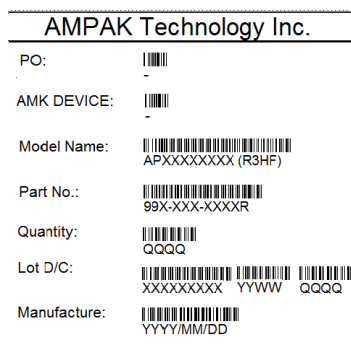 AMPAK Technology Inc.
PO:
-
AMK DEVICE:
-
Model Name:
APXXXXXXXX (R3HF)
Part No.:
99X-XXX-XXXXR
Quantity:
QQQQ
Lot D/C:
XXXXXXXXX YYWW QQQQ
Manufacture:
YYYY/MM/DD